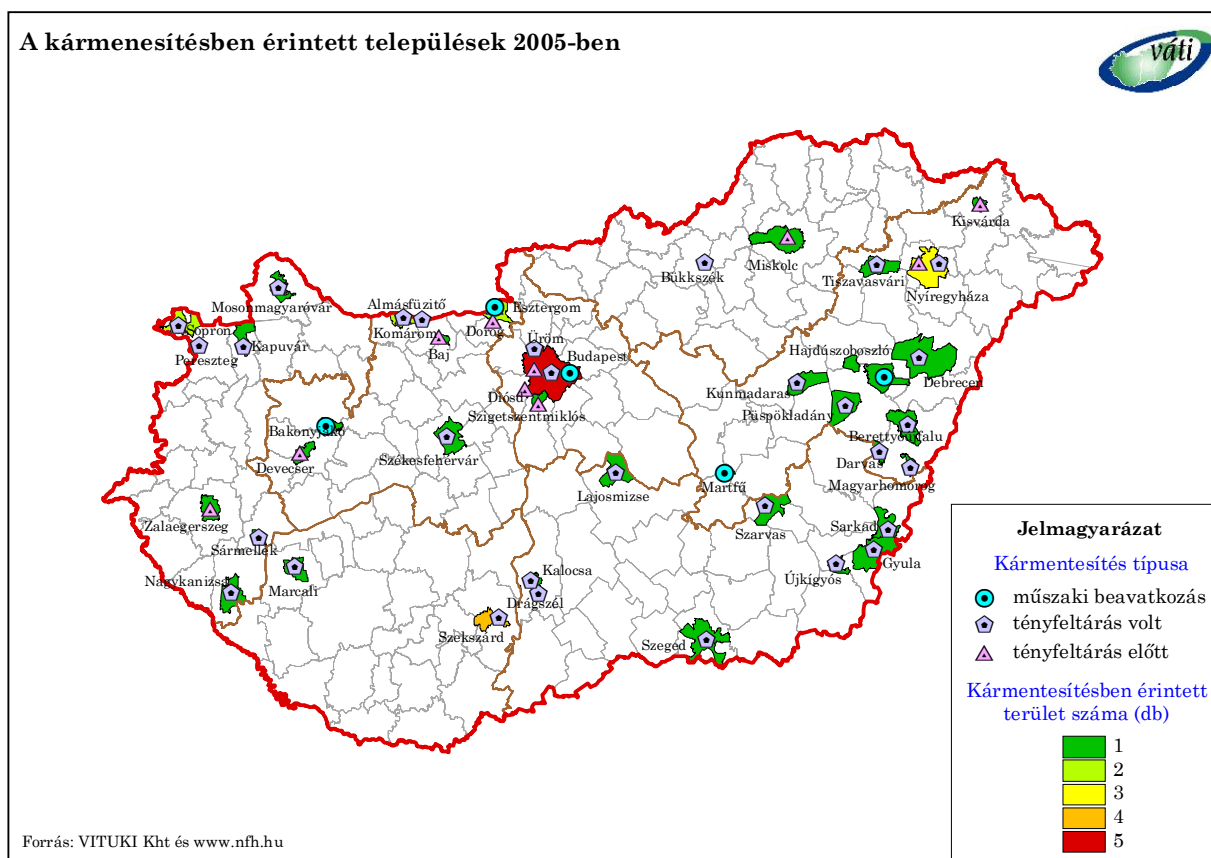 A kármenesítésben érintett települések 2005-ben
váti
Kisvárda
Miskolc
Bükkszék
Tiszavasvári
Nyíregyháza
Mosonmagyaróvár
Almásfüzitő
Esztergom
Sopron
Komárom
Dorog
Pereszteg
Kapuvár
Baj
Üröm
Budapest
Hajdúszoboszló
Debrecen
Diósd
Kunmadaras
Szigetszentmiklós
Püspökladány
Bakonyjákó
Berettyóújfalu
Devecser
Székesfehérvár
Darvas
Lajosmizse
Martfű
Magyarhomorog
Zalaegerszeg
Szarvas
Sarkad
Sármellék
Gyula
Nagykanizsa
Marcali
Kalocsa
Újkígyós
Drágszél
Szekszárd
Szeged
Jelmagyarázat
Kármentesítés típusa
műszaki beavatkozás
tényfeltárás volt
tényfeltárás előtt
Kármentesítésben érintett
terület száma (db)
1
2
3
4
5
Forrás: VITUKI Kht és www.nfh.hu